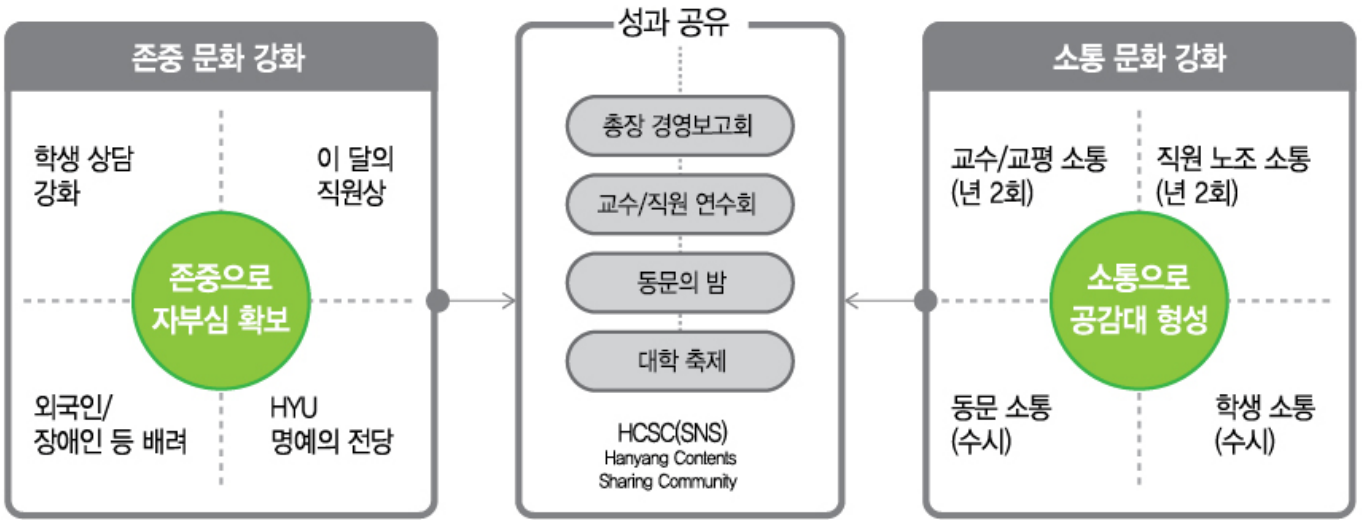 존중 문화 강화
학생 상담
강화
이 달의
직원상
존중으로
자부심 확보
외국인/
장애인 등 배려
HYU
명예의 전당
성과 공유
총장 경영보고회
교수/직원 연수회
동문의 밤
대학 축제
HCSC(SNS)
Hanyang Contents
Sharing Community
소통 문화 강화
교수/교평 소통
(년 2회)
직원 노조 소통
(년 2회)
소통으로
공감대 형성
동문 소통
(수시)
학생 소통
(수시)